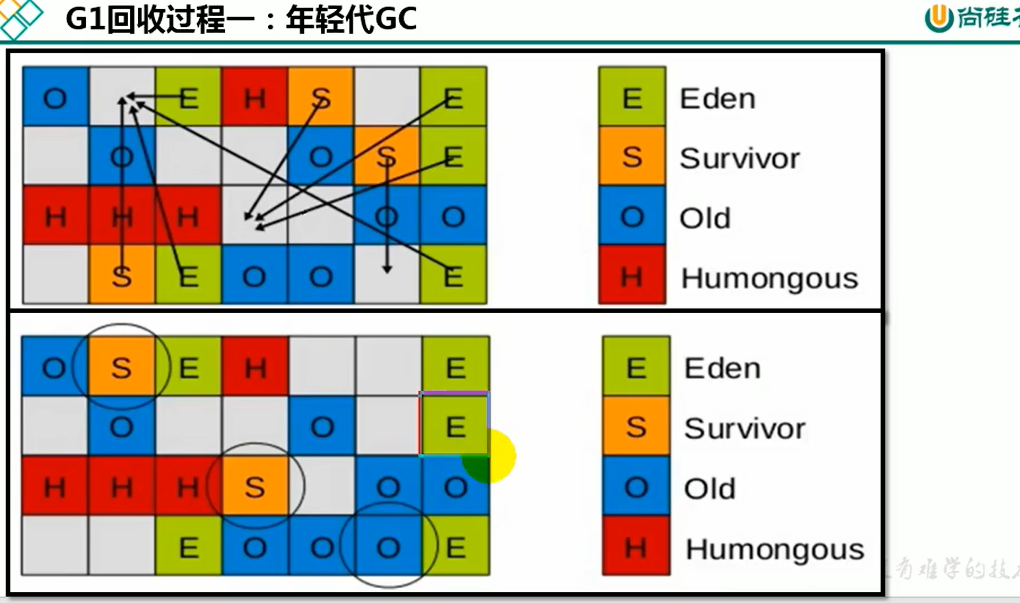 G1回收过程一：年轻代GC
尚硅
O E H S E
O O S E
H H H O O
S E O O E
E Eden
S Survivor
O Old
H Humongous
O S E H E
O O E
H H H S O O
E O O O E
E Eden
S Survivor
O Old
H Humongous
有难学的技